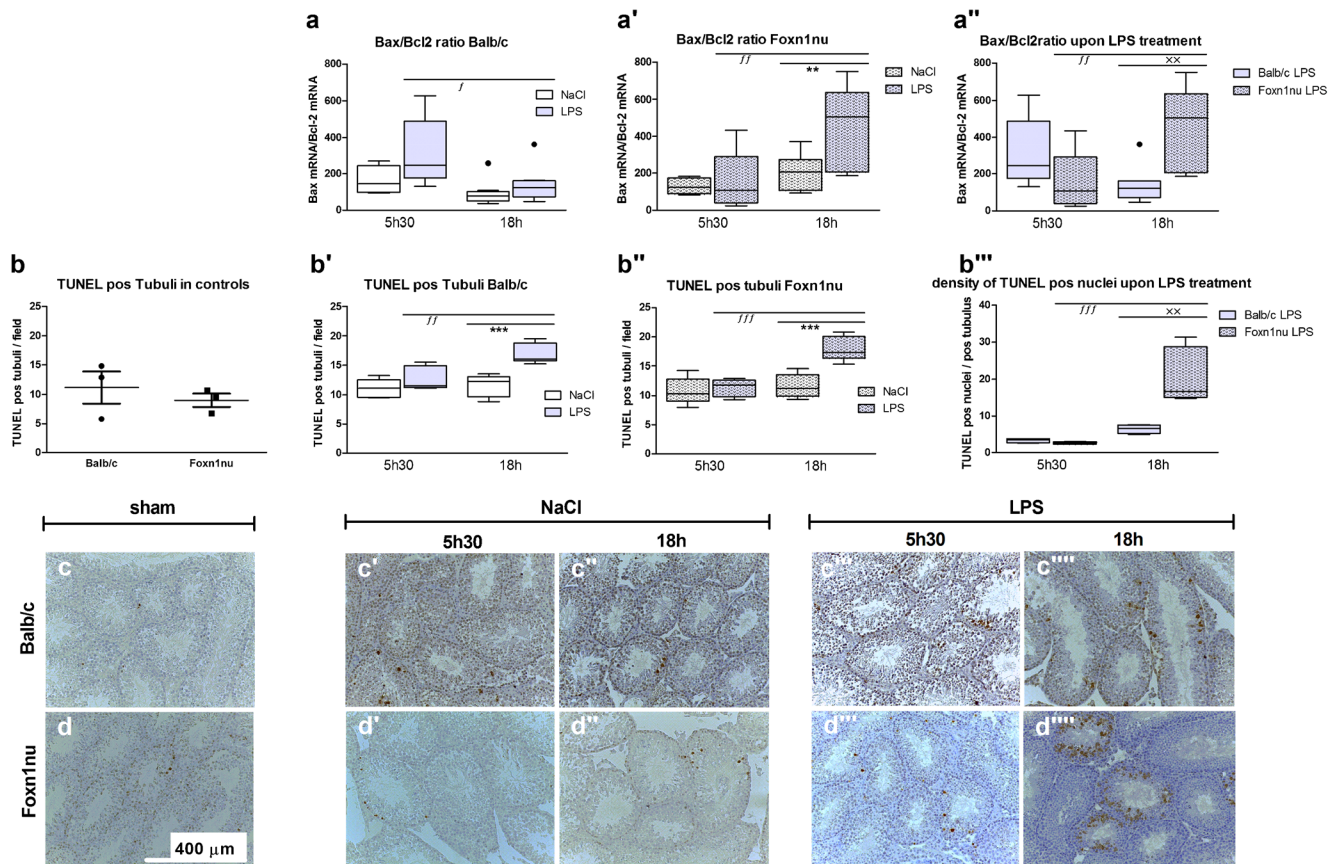 a
Bax/Bcl2 ratio Balb/c
Bax mRNA/Bcl-2 mRNA
800
600
400
200
0
ƒ
5h30
18h
NaCl
LPS
a'
Bax/Bcl2 ratio Foxn1nu
Bax mRNA/Bcl-2 mRNA
800
600
400
200
0
ƒƒ
**
5h30
18h
NaCl
LPS
a''
Bax/Bcl2ratio upon LPS treatment
Bax mRNA/Bcl-2 mRNA
800
600
400
200
0
ƒƒ
××
5h30
18h
Balb/c LPS
Foxn1nu LPS
b
TUNEL pos Tubuli in controls
TUNEL pos tubuli / field
25
20
15
10
5
0
Balb/c
Foxn1nu
b'
TUNEL pos Tubuli Balb/c
TUNEL pos tubuli / field
25
20
15
10
5
0
ƒƒ
***
5h30
18h
NaCl
LPS
b''
TUNEL pos tubuli Foxn1nu
TUNEL pos tubuli / field
25
20
15
10
5
0
ƒƒƒ
***
5h30
18h
NaCl
LPS
b'''
density of TUNEL pos nuclei upon LPS treatment
TUNEL pos nuclei / pos tubulus
40
30
20
10
0
ƒƒƒ
××
5h30
18h
Balb/c LPS
Foxn1nu LPS
sham
NaCl
LPS
5h30
18h
5h30
18h
Balb/c
c
c'
c''
c'''
c''''
Foxn1nu
d
d'
d''
d'''
d''''
400 µm